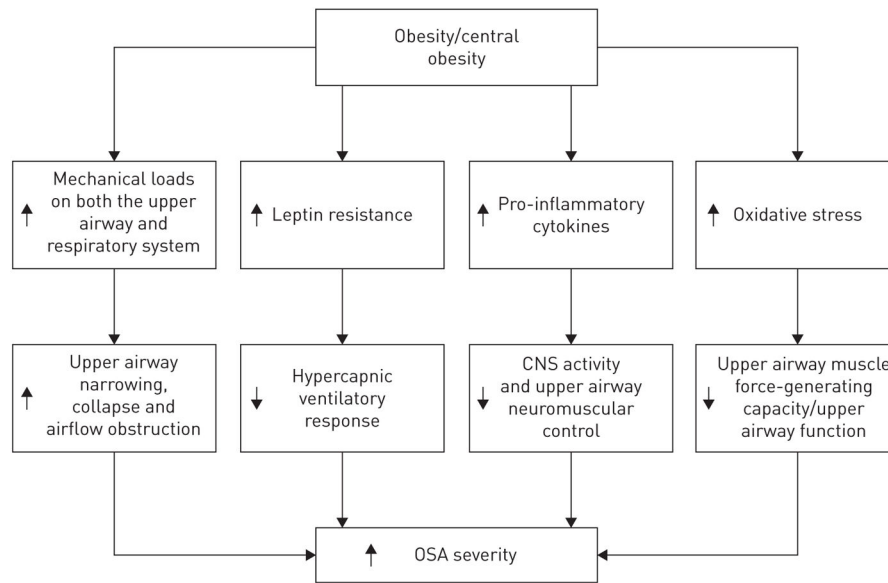 Obesity/central
obesity
↑ Mechanical loads
on both the upper
airway and
respiratory system
↑ Leptin resistance
↑ Pro-inflammatory
cytokines
↑ Oxidative stress
↑ Upper airway
narrowing,
collapse and
airflow obstruction
↓ Hypercapnic
ventilatory
response
↓ CNS activity
and upper airway
neuromuscular
control
↓ Upper airway muscle
force-generating
capacity/upper
airway function
↑ OSA severity